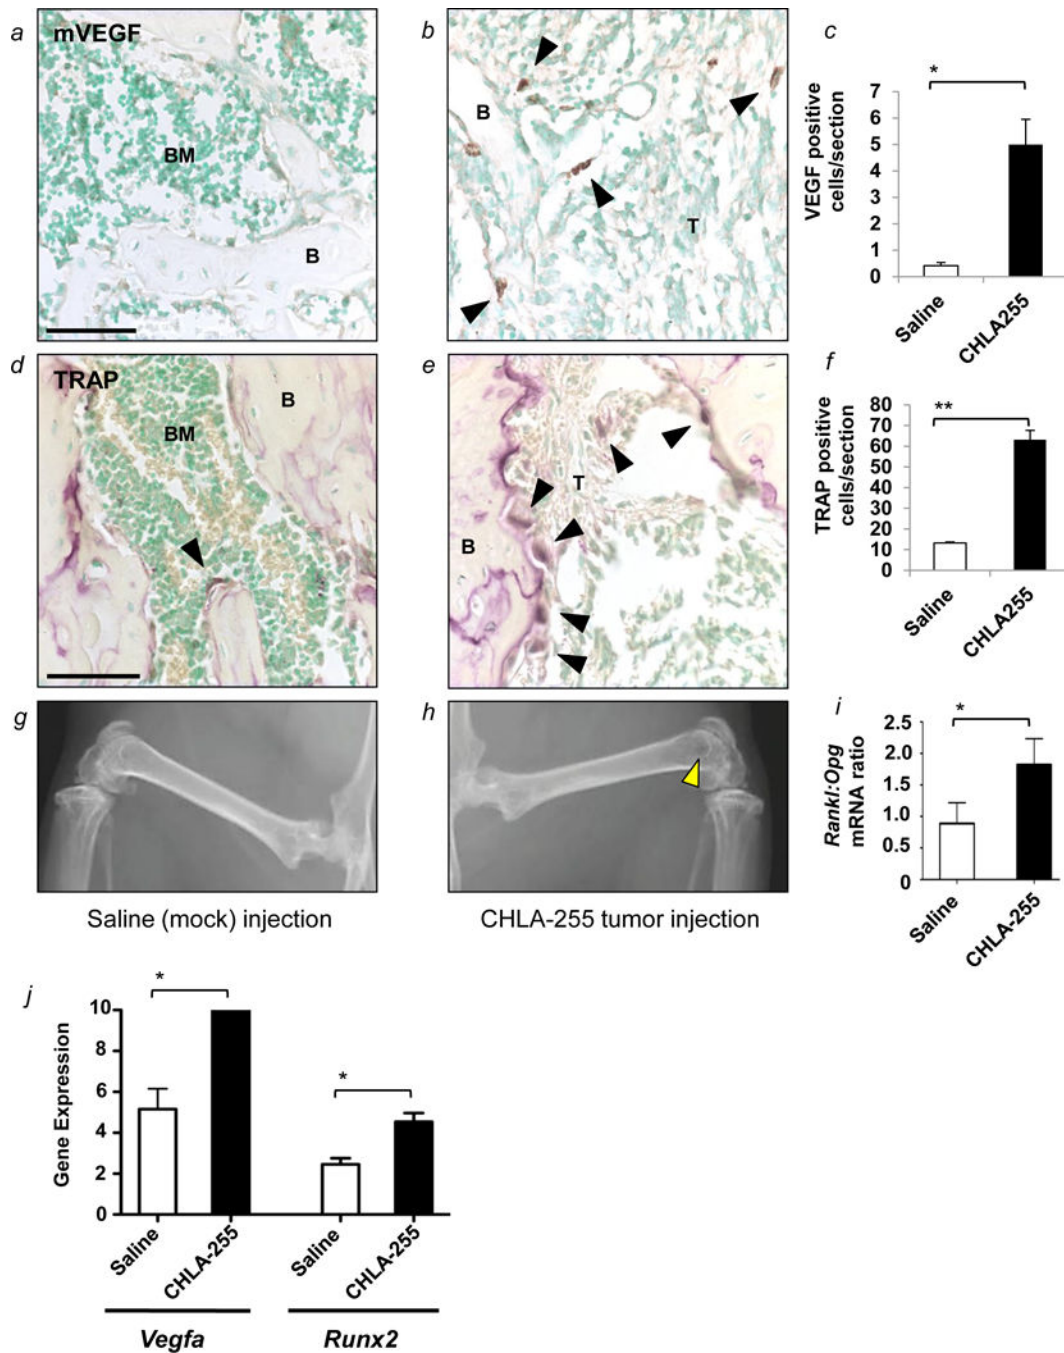 a
mVEGF
BM
B
b
B
T
c
*
VEGF positive
cells/section
7
6
5
4
3
2
1
0
Saline
CHLA255
d
TRAP
BM
B
e
T
B
f
**
TRAP positive
cells/section
80
70
60
50
40
30
20
10
0
Saline
CHLA255
g
h
Saline (mock) injection
CHLA-255 tumor injection
i
*
Rankl:Opg
mRNA ratio
2.5
2.0
1.5
1.0
0.5
0
Saline
CHLA-255
j
*
*
Gene Expression
10
8
6
4
2
0
Saline
CHLA-255
Saline
CHLA-255
Vegfa
Runx2